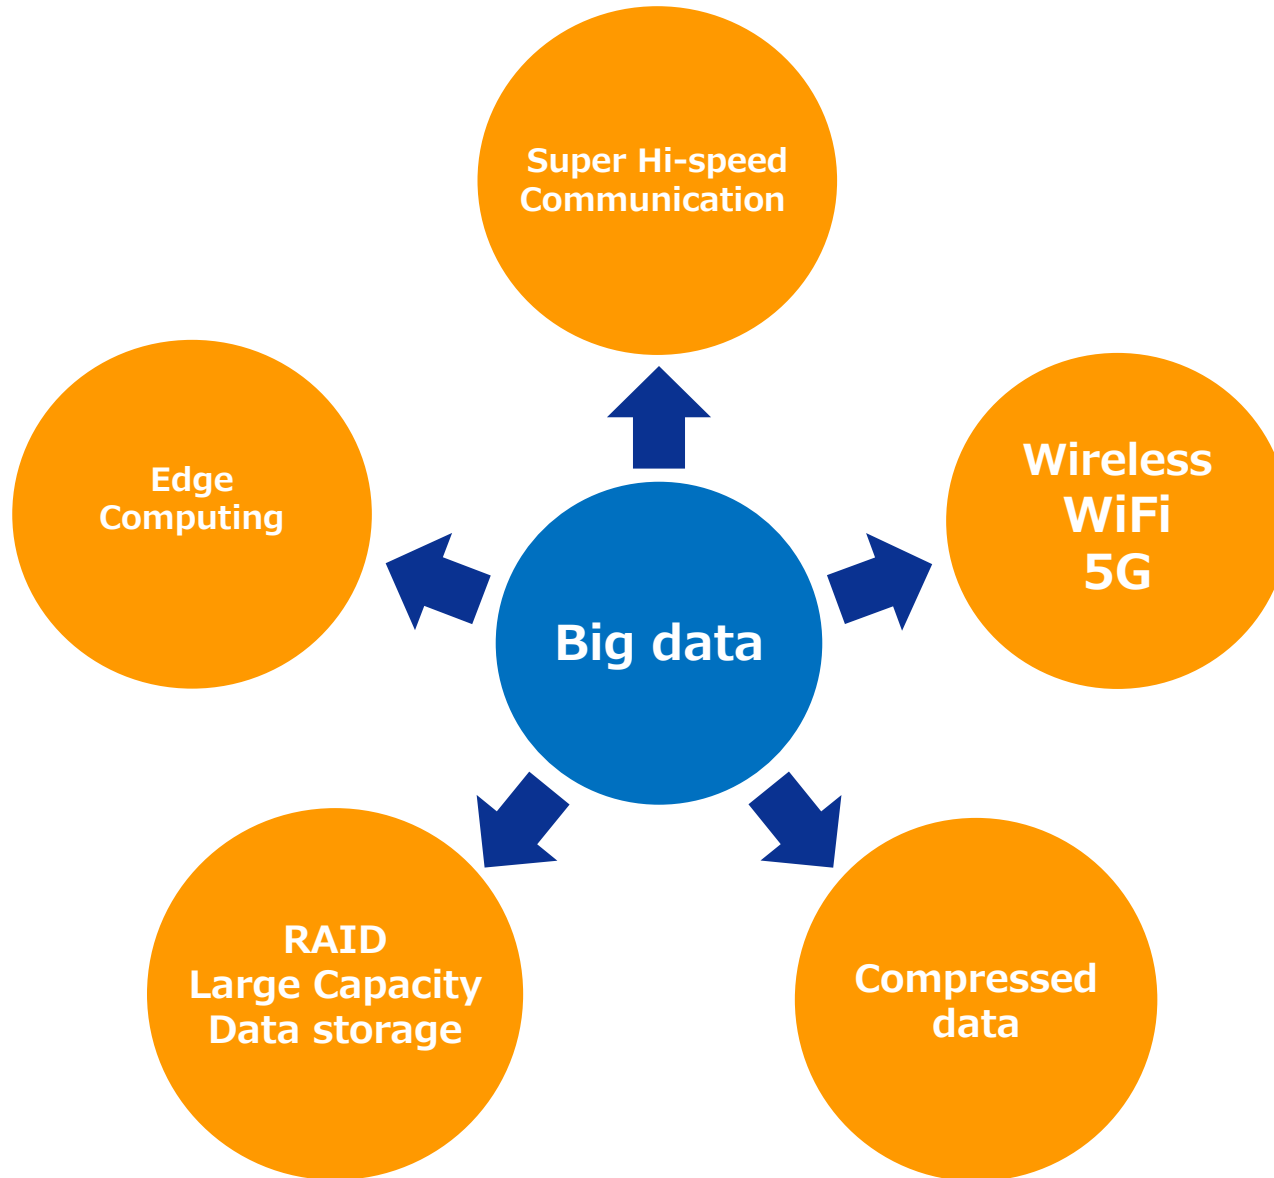 Super Hi-speed
Communication
Wireless
WiFi
5G
Edge
Computing
Big data
RAID
Large Capacity
Data storage
Compressed
data